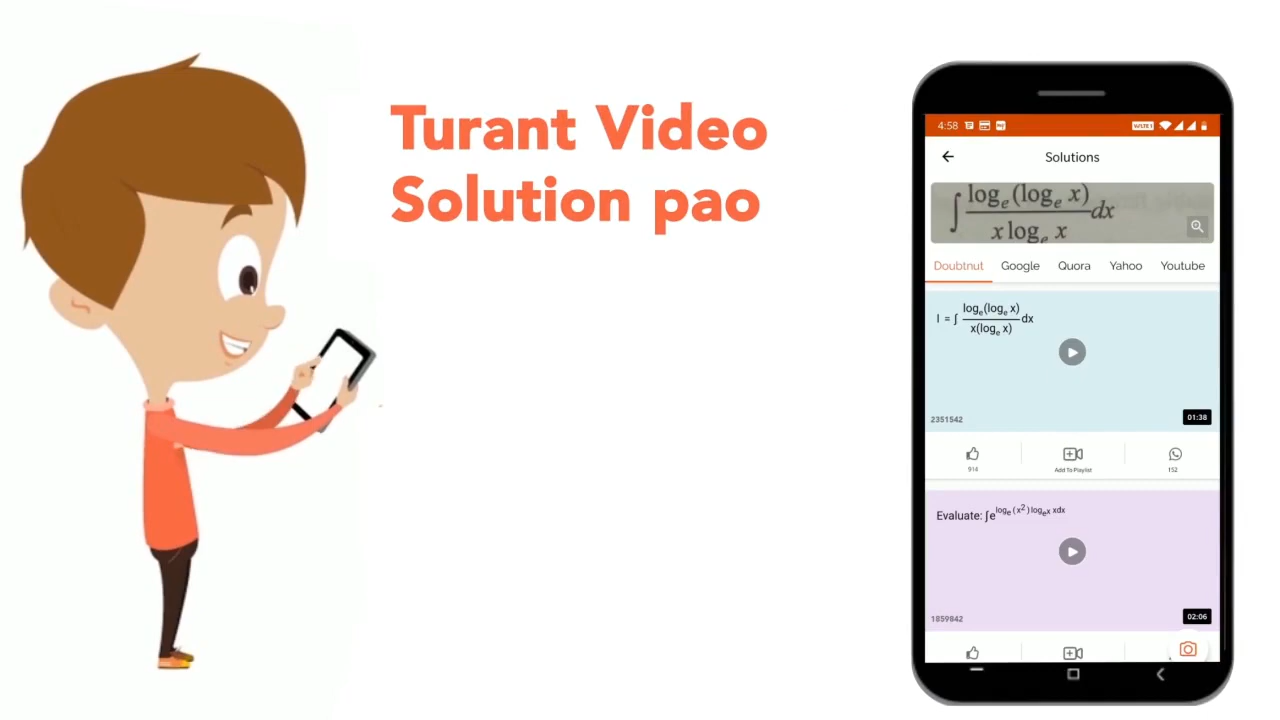 Turant Video
Solution pao
4:58
VoLTE1
Solutions
∫ logₑ(logₑ x) / x logₑ x dx
Doubtnut Google Quora Yahoo Youtube
I = ∫ logₑ(logₑ x) / x(logₑ x) dx
2351542
01:38
914
Add To Playlist
152
Evaluate: ∫e^logₑ(x²)logₑx xdx
1859842
02:06